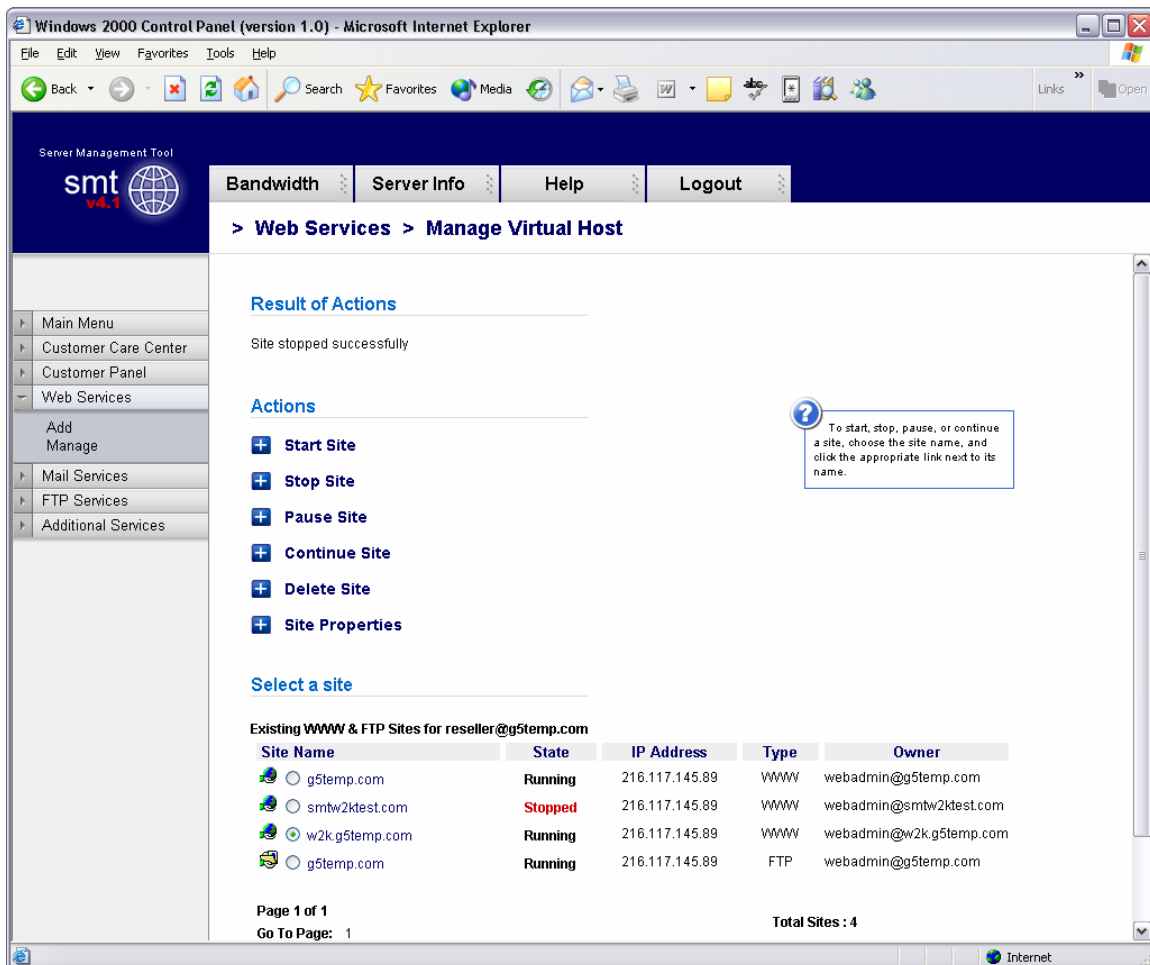 Windows 2000 Control Panel (version 1.0) - Microsoft Internet Explorer
File Edit View Favorites Tools Help
Back Search Favorites Media Links » Open
Server Management Tool
smt
v4.1
Bandwidth Server Info Help Logout
> Web Services > Manage Virtual Host
Main Menu
Customer Care Center
Customer Panel
Web Services
Add
Manage
Mail Services
FTP Services
Additional Services
Result of Actions
Site stopped successfully
Actions
Start Site
Stop Site
Pause Site
Continue Site
Delete Site
Site Properties
To start, stop, pause, or continue
a site, choose the site name, and
click the appropriate link next to its
name.
Select a site
Existing WWW & FTP Sites for reseller@g5temp.com
Site Name State IP Address Type Owner
g5temp.com Running 216.117.145.89 WWW webadmin@g5temp.com
smtw2ktest.com Stopped 216.117.145.89 WWW webadmin@smtw2ktest.com
w2k.g5temp.com Running 216.117.145.89 WWW webadmin@w2k.g5temp.com
g5temp.com Running 216.117.145.89 FTP webadmin@g5temp.com
Page 1 of 1
Total Sites : 4
Go To Page: 1
Internet